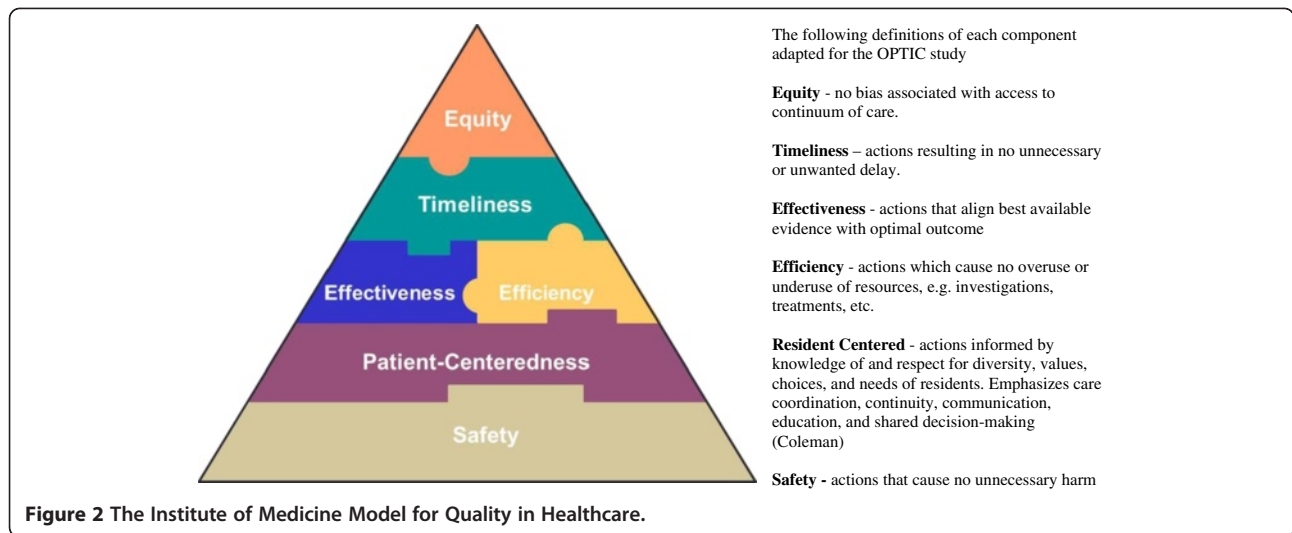 Equity
Timeliness
Effectiveness
Efficiency
Patient-Centeredness
Safety
The following definitions of each component
adapted for the OPTIC study
Equity - no bias associated with access to
continuum of care.
Timeliness – actions resulting in no unnecessary
or unwanted delay.
Effectiveness - actions that align best available
evidence with optimal outcome
Efficiency - actions which cause no overuse or
underuse of resources, e.g. investigations,
treatments, etc.
Resident Centered - actions informed by
knowledge of and respect for diversity, values,
choices, and needs of residents. Emphasizes care
coordination, continuity, communication,
education, and shared decision-making
(Coleman)
Safety - actions that cause no unnecessary harm
Figure 2 The Institute of Medicine Model for Quality in Healthcare.